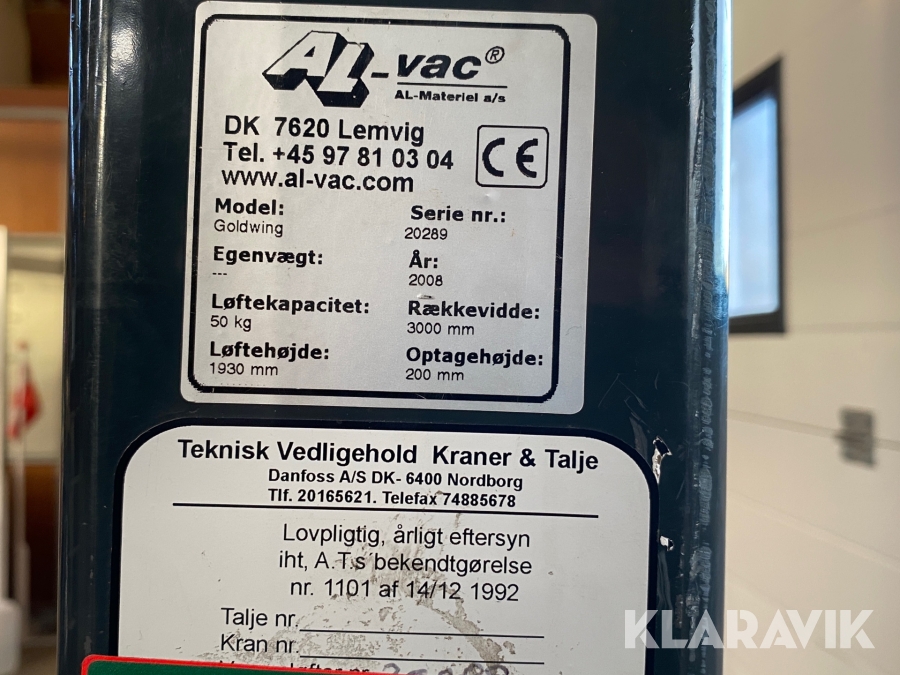 AL-vac®
AL-Materiel a/s
DK 7620 Lemvig
Tel. +45 97 81 03 04
www.al-vac.com
CE
Model: Serie nr.:
Goldwing 20289
Egenvægt: År:
--- 2008
Løftekapacitet: Rækkevidde:
50 kg 3000 mm
Løftehøjde: Optagehøjde:
1930 mm 200 mm
Teknisk Vedligehold Kraner & Talje
Danfoss A/S DK- 6400 Nordborg
Tlf. 20165621. Telefax 74885678
Lovpligtig, årligt eftersyn
iht, A.T.s bekendtgørelse
nr. 1101 af 14/12 1992
Talje nr.
Kran nr.
KLARAVIK